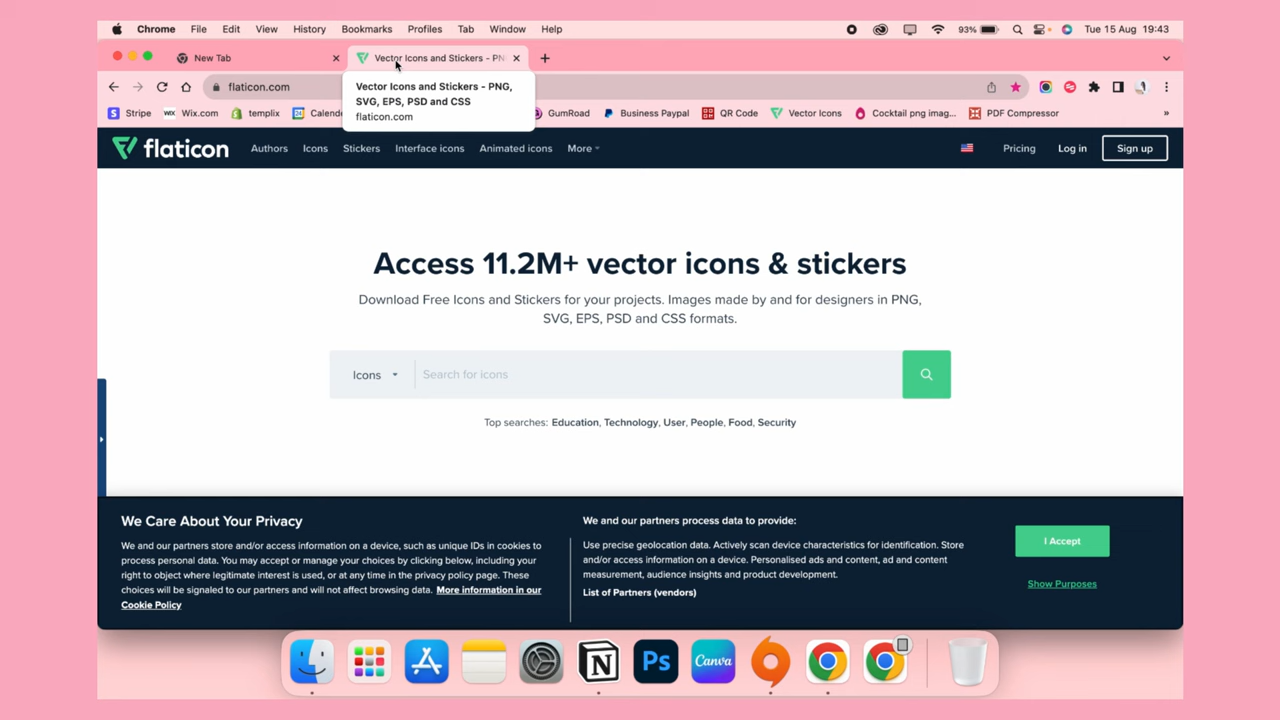 Chrome File Edit View History Bookmarks Profiles Tab Window Help 93% Tue 15 Aug 19:43
New Tab Vector Icons and Stickers - PN
flaticon.com
Vector Icons and Stickers - PNG,
SVG, EPS, PSD and CSS
flaticon.com
Stripe Wix.com templix Calend GumRoad Business Paypal QR Code Vector Icons Cocktail png imag... PDF Compressor »
flaticon Authors Icons Stickers Interface icons Animated icons More Pricing Log in Sign up
Access 11.2M+ vector icons & stickers
Download Free Icons and Stickers for your projects. Images made by and for designers in PNG,
SVG, EPS, PSD and CSS formats.
Icons Search for icons
Top searches: Education, Technology, User, People, Food, Security
We Care About Your Privacy
We and our partners store and/or access information on a device, such as unique IDs in cookies to
process personal data. You may accept or manage your choices by clicking below, including your
right to object where legitimate interest is used, or at any time in the privacy policy page. These
choices will be signaled to our partners and will not affect browsing data. More information in our
Cookie Policy
We and our partners process data to provide:
Use precise geolocation data. Actively scan device characteristics for identification. Store
and/or access information on a device. Personalised ads and content, ad and content
measurement, audience insights and product development.
List of Partners (vendors)
I Accept
Show Purposes
Ps Canva